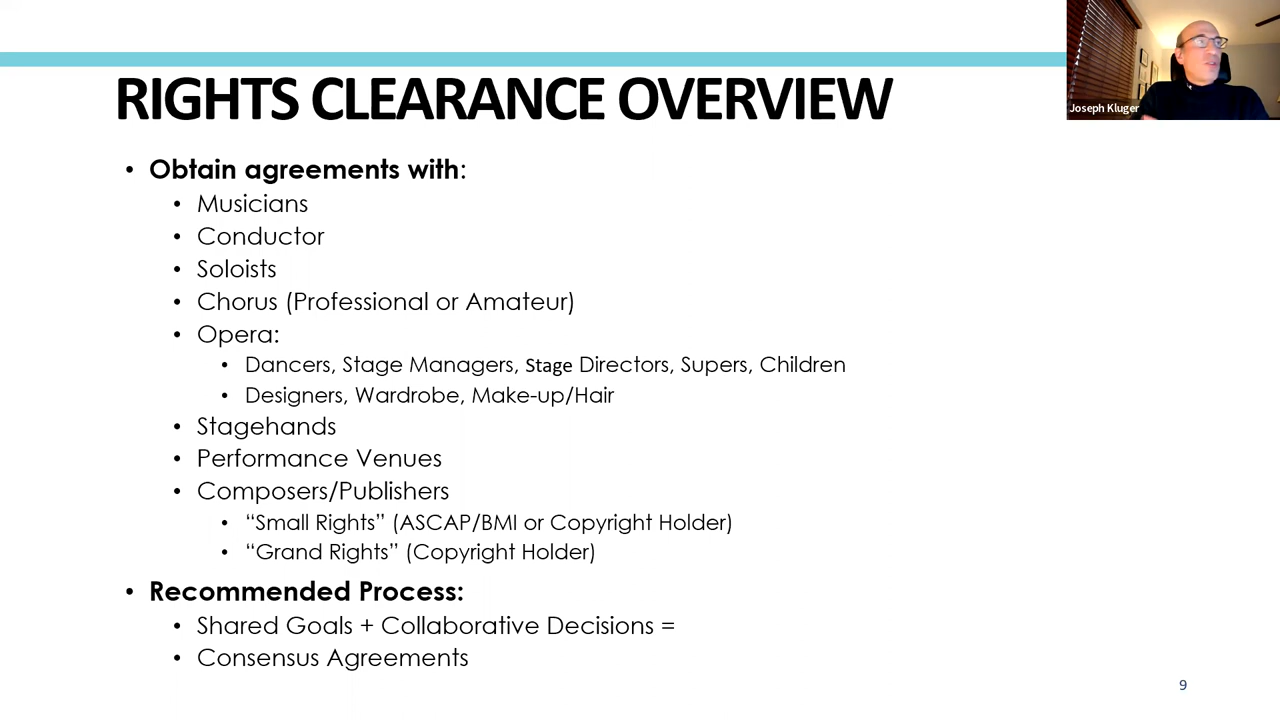 RIGHTS CLEARANCE OVERVIEW
Joseph Kluger
• Obtain agreements with:
• Musicians
• Conductor
• Soloists
• Chorus (Professional or Amateur)
• Opera:
• Dancers, Stage Managers, Stage Directors, Supers, Children
• Designers, Wardrobe, Make-up/Hair
• Stagehands
• Performance Venues
• Composers/Publishers
• “Small Rights” (ASCAP/BMI or Copyright Holder)
• “Grand Rights” (Copyright Holder)
• Recommended Process:
• Shared Goals + Collaborative Decisions =
• Consensus Agreements
9